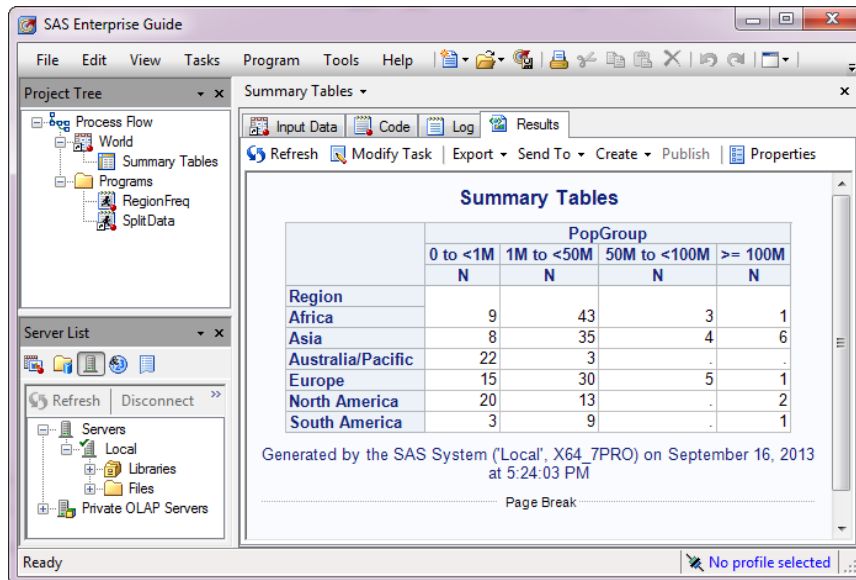 SAS Enterprise Guide
File Edit View Tasks Program Tools Help
Project Tree
Process Flow
World
Summary Tables
Programs
RegionFreq
SplitData
Server List
Refresh Disconnect »
Servers
Local
Libraries
Files
Private OLAP Servers
Summary Tables
Input Data Code Log Results
Refresh Modify Task Export Send To Create Publish Properties
Summary Tables
PopGroup
0 to <1M 1M to <50M 50M to <100M >= 100M
N N N N
Region
Africa 9 43 3 1
Asia 8 35 4 6
Australia/Pacific 22 3 . .
Europe 15 30 5 1
North America 20 13 . 2
South America 3 9 . 1
Generated by the SAS System ('Local', X64_7PRO) on September 16, 2013
at 5:24:03 PM
Page Break
Ready
No profile selected